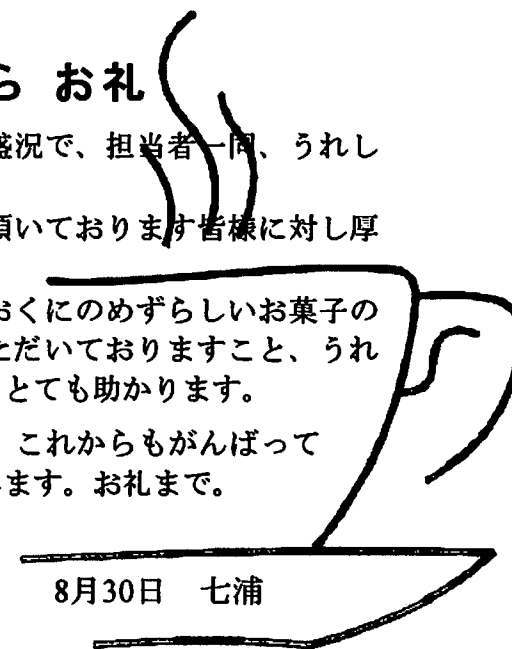 ら お礼
盛況で、担当者一同、うれし
頂いております皆様に対し厚
おくにのめずらしいお菓子の
ただいておりますこと、うれ
とても助かります。
これからもがんばって
ます。お礼まで。
8月30日 七浦